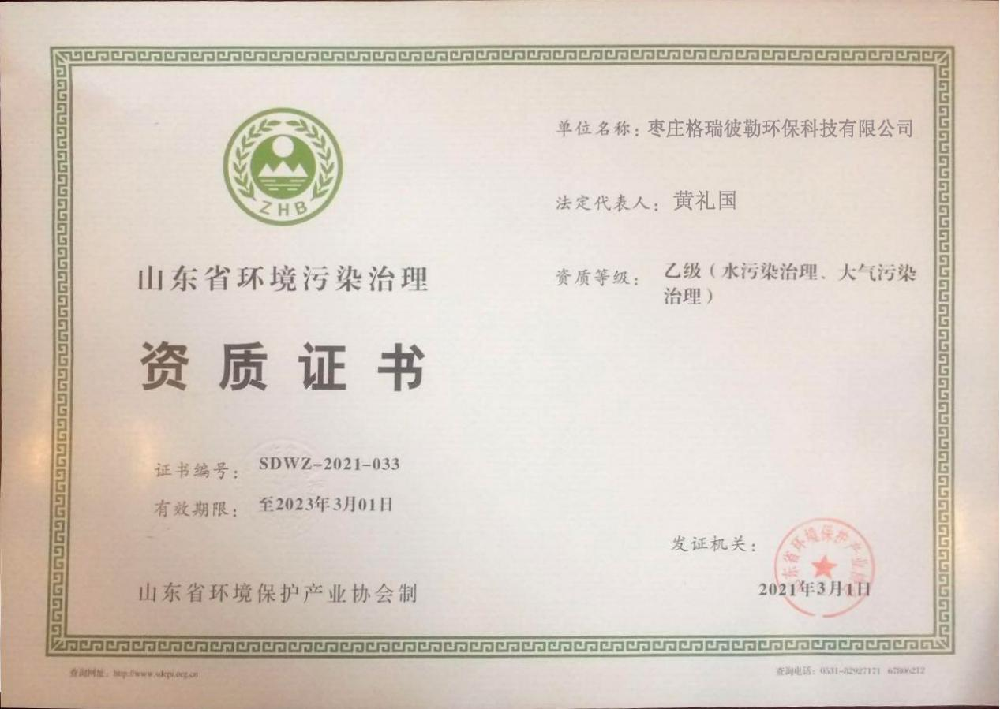 ZHB
山东省环境污染治理
资质证书
证书编号: SDWZ-2021-033
有效期限: 至2023年3月01日
山东省环境保护产业协会制
单位名称: 枣庄格瑞彼勒环保科技有限公司
法定代表人: 黄礼国
资质等级: 乙级（水污染治理、大气污染
治理）
发证机关:
东省环境保护产业
2021年3月1日
查询网址: http://www.sdepi.org.cn
查询电话: 0531-82927171 67806212